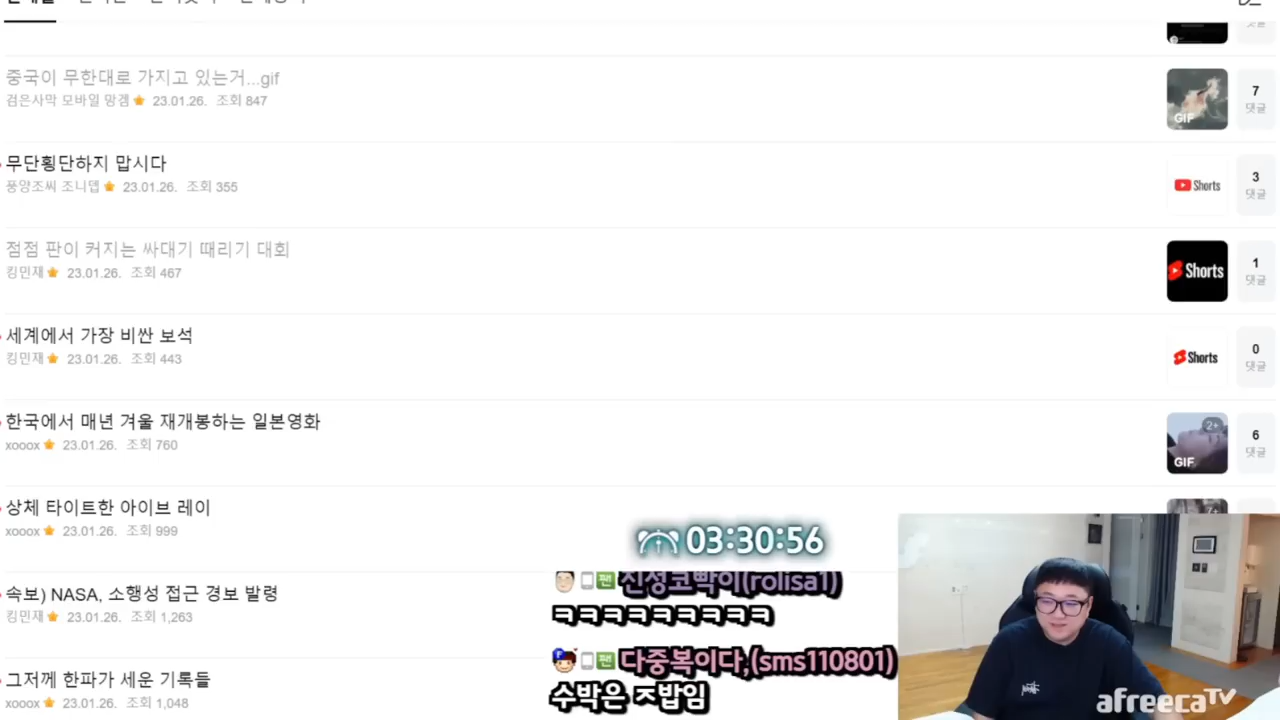 댓글
중국이 무한대로 가지고 있는거...gif
검은사막 모바일 망겜 23.01.26. 조회 847
GIF
7
댓글
무단횡단하지 맙시다
풍양조씨 조니뎁 23.01.26. 조회 355
Shorts
3
댓글
점점 판이 커지는 싸대기 때리기 대회
킹민재 23.01.26. 조회 467
Shorts
1
댓글
세계에서 가장 비싼 보석
킹민재 23.01.26. 조회 443
Shorts
0
댓글
한국에서 매년 겨울 재개봉하는 일본영화
xooox 23.01.26. 조회 760
2+
GIF
6
댓글
상체 타이트한 아이브 레이
xooox 23.01.26. 조회 999
7+
속보) NASA, 소행성 접근 경보 발령
킹민재 23.01.26. 조회 1,263
그저께 한파가 세운 기록들
xooox 23.01.26. 조회 1,048
03:30:56
팬 진성코빡이(rolisa1)
ㅋㅋㅋㅋㅋㅋㅋㅋㅋ
팬 다중복이다,(sms110801)
수박은 ㅈ밥임
afreecaTV